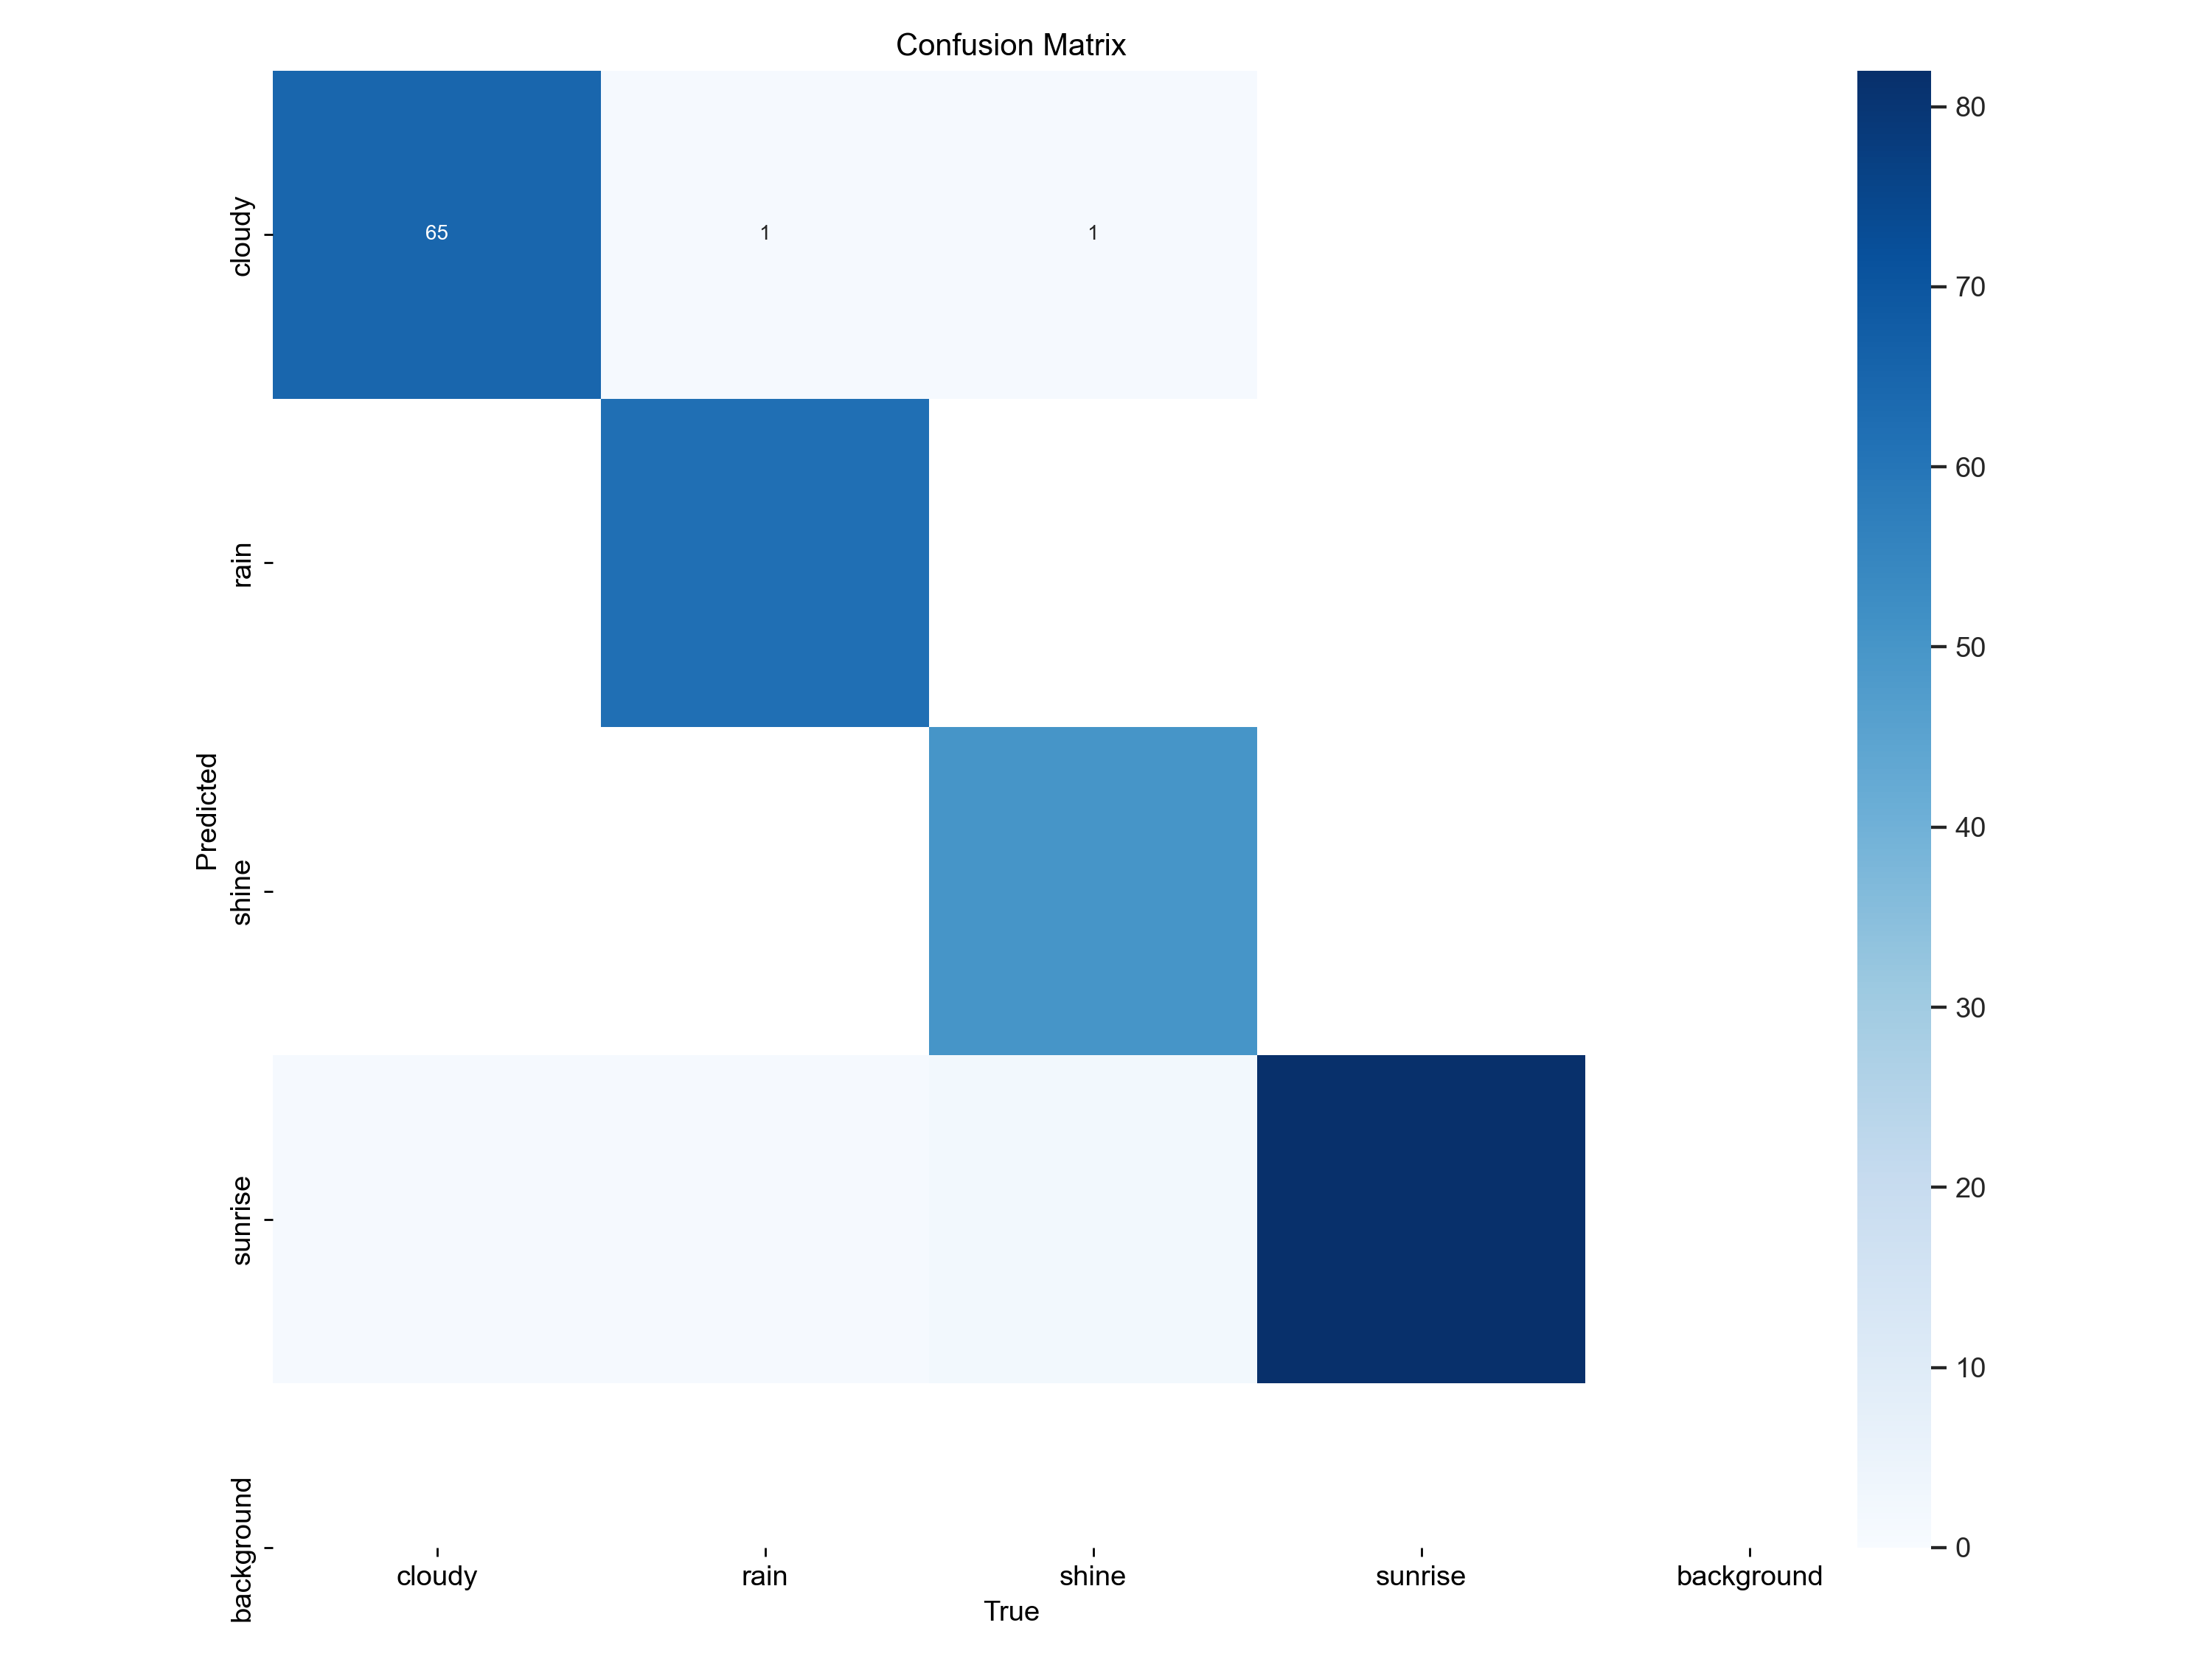 Confusion Matrix
cloudy
65 1 1
rain
shine
sunrise
background
Predicted
cloudy rain shine sunrise background
True
80
70
60
50
40
30
20
10
0